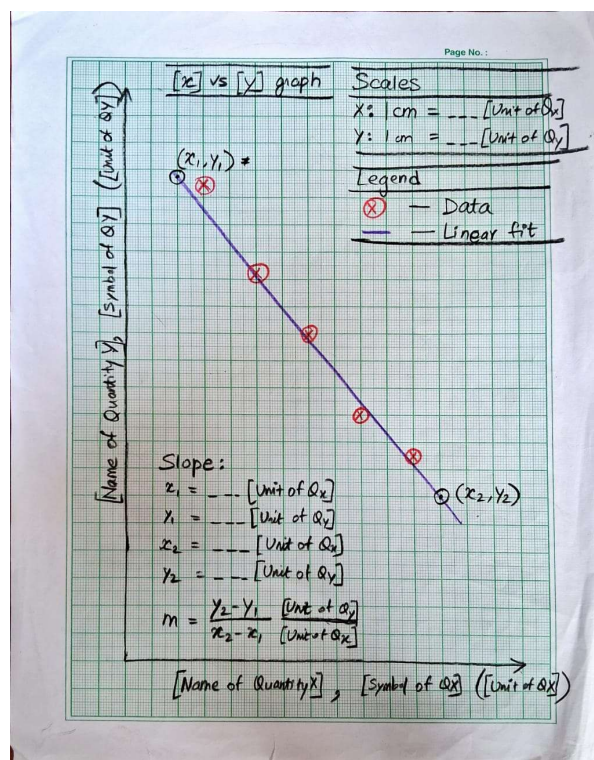 Page No. :
[x] vs [y] graph
Scales
X: 1 cm = ___ [Unit of Qx]
Y: 1 cm = ___ [Unit of Qy]
Legend
— Data
— Linear fit
(x₁, y₁) *
[Name of Quantity Y], [Symbol of QY] ([Unit of QY])
Slope:
x₁ = ___ [Unit of Qx]
y₁ = ___ [Unit of Qy]
x₂ = ___ [Unit of Qx]
y₂ = ___ [Unit of Qy]
m = y₂-y₁ / x₂-x₁ [Unit of Qy] / [Unit of Qx]
(x₂, y₂)
[Name of Quantity X], [Symbol of QX] ([Unit of QX])